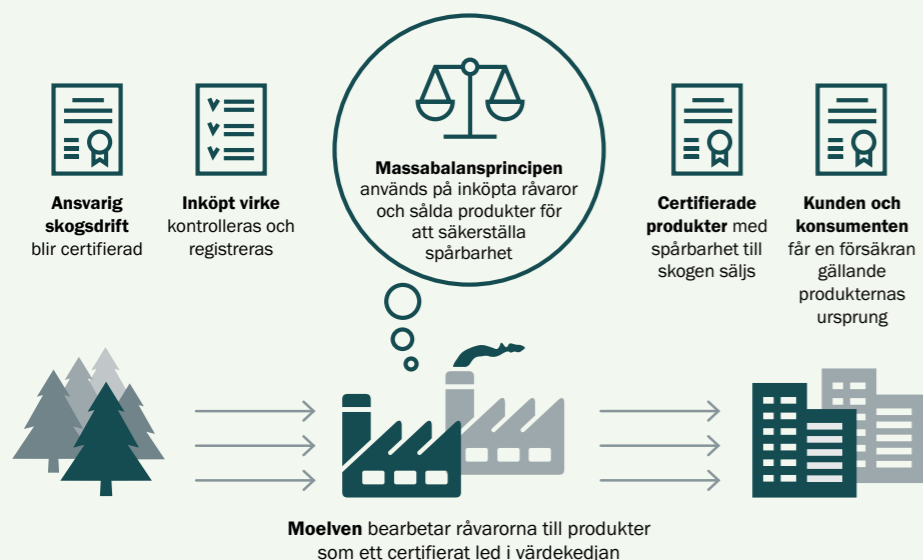 Ansvarig
skogsdrift
blir certifierad
Inköpt virke
kontrolleras och
registreras
Massabalansprincipen
används på inköpta råvaror
och sålda produkter för
att säkerställa
spårbarhet
Certifierade
produkter med
spårbarhet till
skogen säljs
Kunden och
konsumenten
får en försäkran
gällande
produkternas
ursprung
Moelven bearbetar råvarorna till produkter
som ett certifierat led i värdekedjan